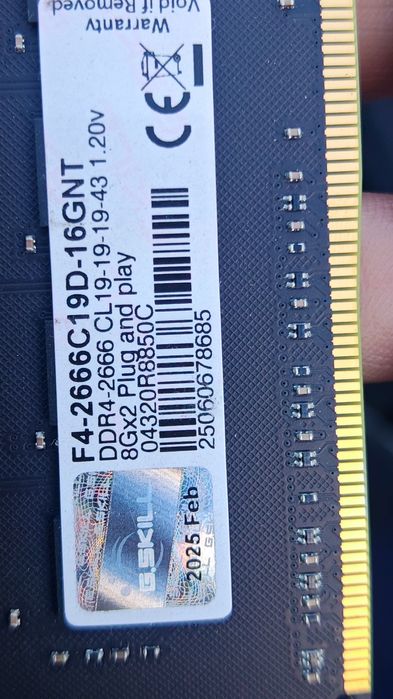 F4-2666C19D-16GNT
DDR4-2666 CL19-19-19-43 1.20v
8Gx2 Plug and play
04320R8850C
25060678685
G.SKILL
2025 Feb
Warranty
Void if Removed